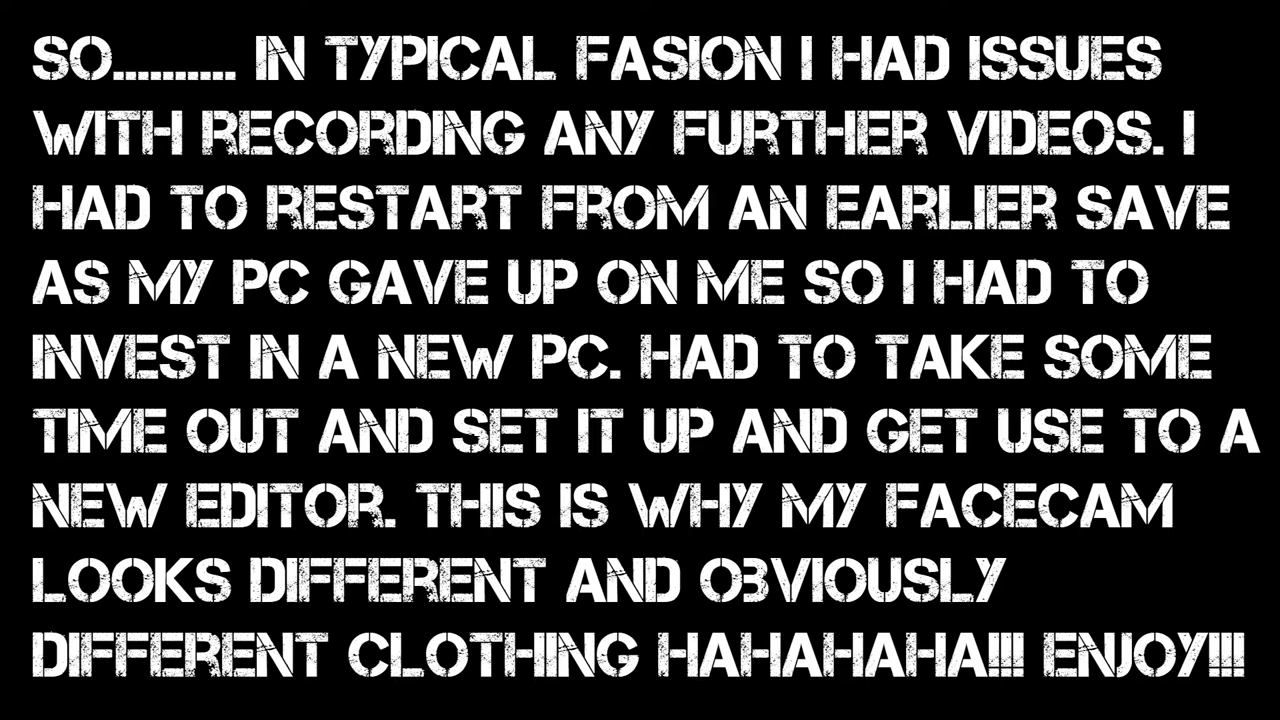 SO.......... IN TYPICAL FASION I HAD ISSUES
WITH RECORDING ANY FURTHER VIDEOS. I
HAD TO RESTART FROM AN EARLIER SAVE
AS MY PC GAVE UP ON ME SO I HAD TO
INVEST IN A NEW PC. HAD TO TAKE SOME
TIME OUT AND SET IT UP AND GET USE TO A
NEW EDITOR. THIS IS WHY MY FACECAM
LOOKS DIFFERENT AND OBVIOUSLY
DIFFERENT CLOTHING HAHAHAHA!!! ENJOY!!!